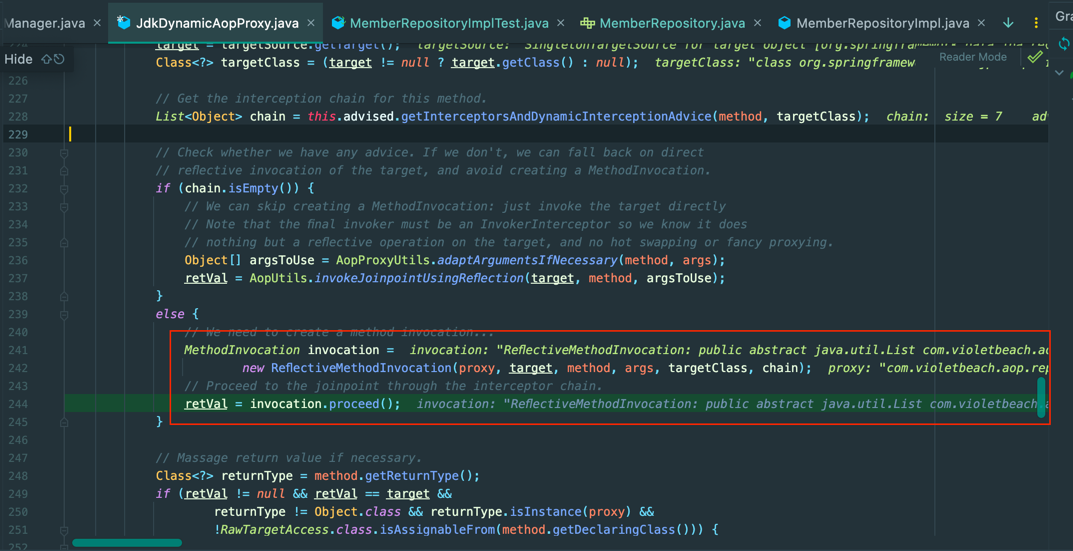 Manager.java × JdkDynamicAopProxy.java × MemberRepositoryImplTest.java × MemberRepository.java × MemberRepositoryImpl.java × Gra
target = targetSource.getTarget(); targetSource: "SingletonTargetSource for target object
Hide
Class<?> targetClass = (target != null ? target.getClass() : null); targetClass: "class org.springframew
Reader Mode
226
227 // Get the interception chain for this method.
228 List<Object> chain = this.advised.getInterceptorsAndDynamicInterceptionAdvice(method, targetClass); chain: size = 7 ad
229
230 // Check whether we have any advice. If we don't, we can fall back on direct
231 // reflective invocation of the target, and avoid creating a MethodInvocation.
232 if (chain.isEmpty()) {
233 // We can skip creating a MethodInvocation: just invoke the target directly
234 // Note that the final invoker must be an InvokerInterceptor so we know it does
235 // nothing but a reflective operation on the target, and no hot swapping or fancy proxying.
236 Object[] argsToUse = AopProxyUtils.adaptArgumentsIfNecessary(method, args);
237 retVal = AopUtils.invokeJoinpointUsingReflection(target, method, argsToUse);
238 }
239 else {
240 // We need to create a method invocation...
241 MethodInvocation invocation = invocation: "ReflectiveMethodInvocation: public abstract java.util.List com.violetbeach.ao
242 new ReflectiveMethodInvocation(proxy, target, method, args, targetClass, chain); proxy: "com.violetbeach.aop.rep
243 // Proceed to the joinpoint through the interceptor chain.
244 retVal = invocation.proceed(); invocation: "ReflectiveMethodInvocation: public abstract java.util.List com.violetbeach
245 }
246
247 // Massage return value if necessary.
248 Class<?> returnType = method.getReturnType();
249 if (retVal != null && retVal == target &&
250 returnType != Object.class && returnType.isInstance(proxy) &&
251 !RawTargetAccess.class.isAssignableFrom(method.getDeclaringClass())) {
252